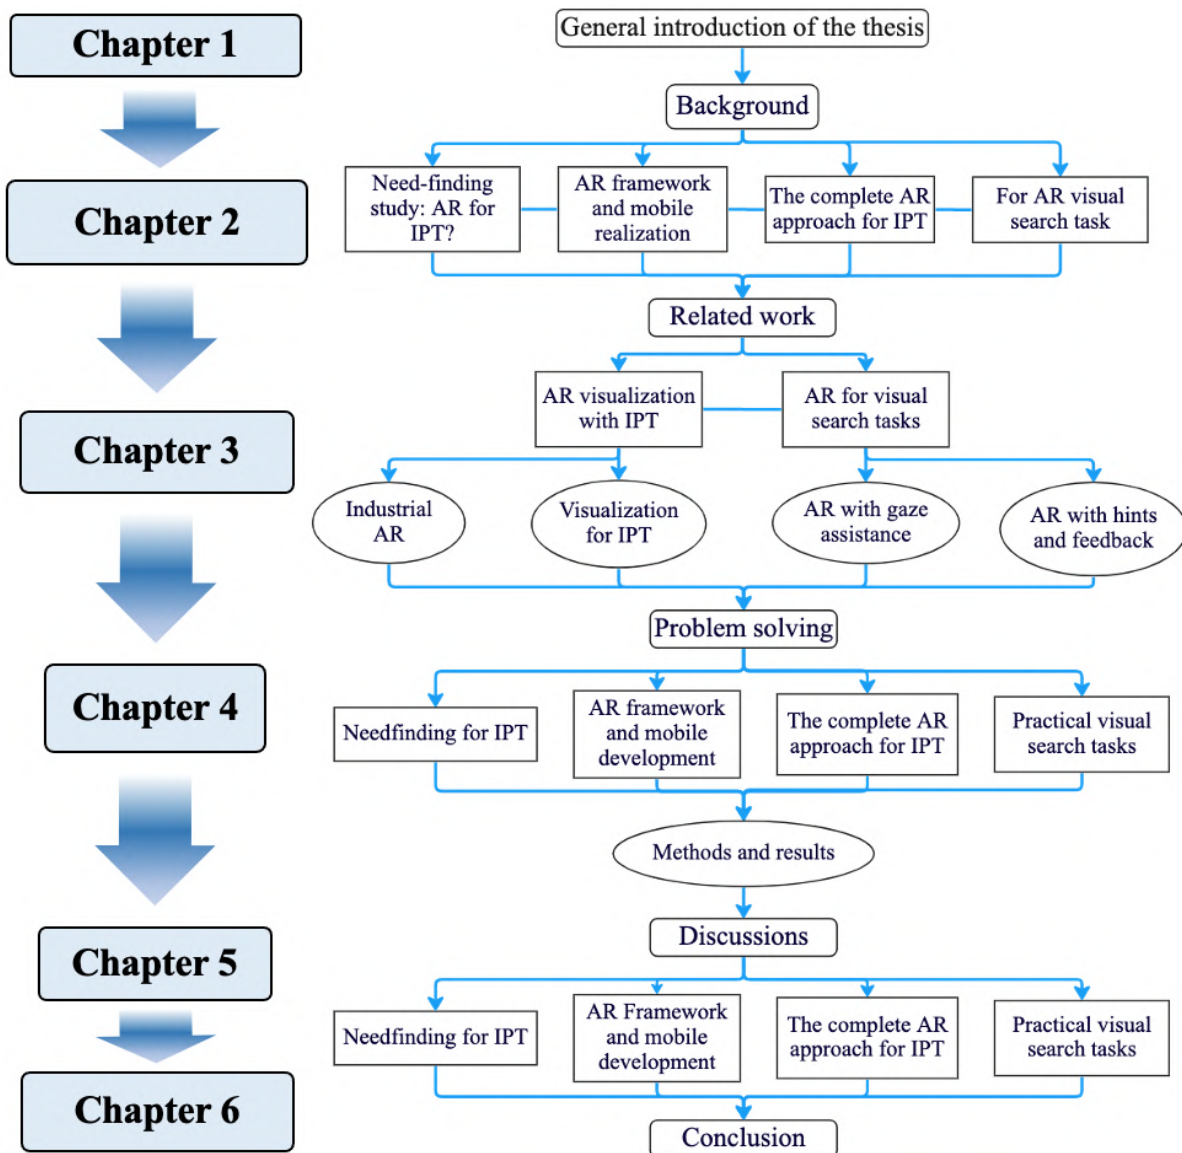 Chapter 1
General introduction of the thesis
Background
Chapter 2
Need-finding
study: AR for
IPT?
AR framework
and mobile
realization
The complete AR
approach for IPT
For AR visual
search task
Related work
Chapter 3
AR visualization
with IPT
AR for visual
search tasks
Industrial
AR
Visualization
for IPT
AR with gaze
assistance
AR with hints
and feedback
Problem solving
Chapter 4
Needfinding for IPT
AR framework
and mobile
development
The complete AR
approach for IPT
Practical visual
search tasks
Methods and results
Chapter 5
Discussions
Needfinding for IPT
AR Framework
and mobile
development
The complete AR
approach for IPT
Practical visual
search tasks
Chapter 6
Conclusion